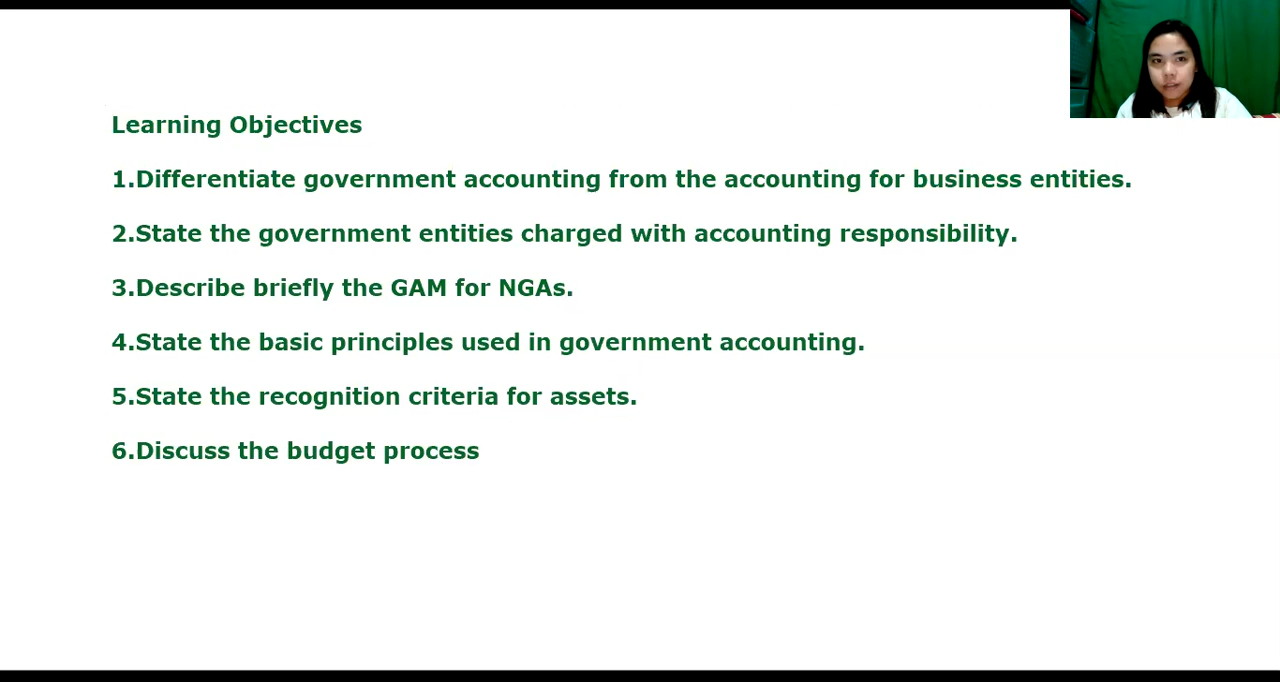 Learning Objectives
1.Differentiate government accounting from the accounting for business entities.
2.State the government entities charged with accounting responsibility.
3.Describe briefly the GAM for NGAs.
4.State the basic principles used in government accounting.
5.State the recognition criteria for assets.
6.Discuss the budget process